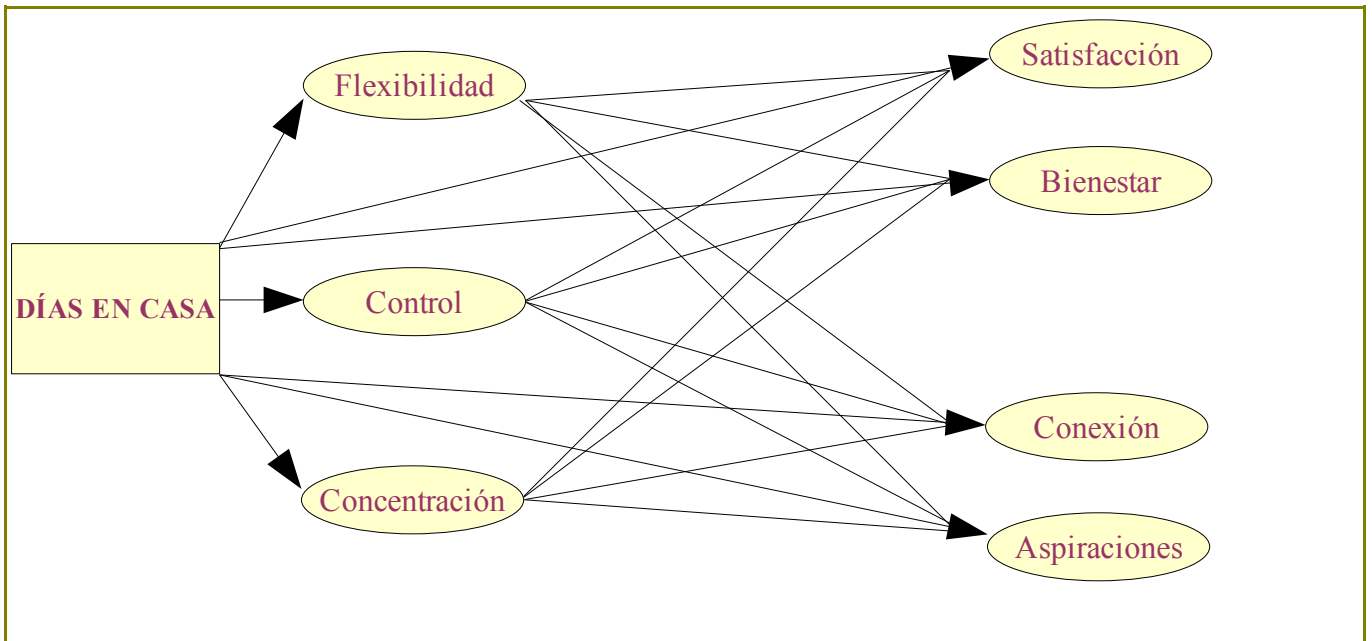 Flexibilidad
Satisfacción
Bienestar
DÍAS EN CASA
Control
Conexión
Concentración
Aspiraciones